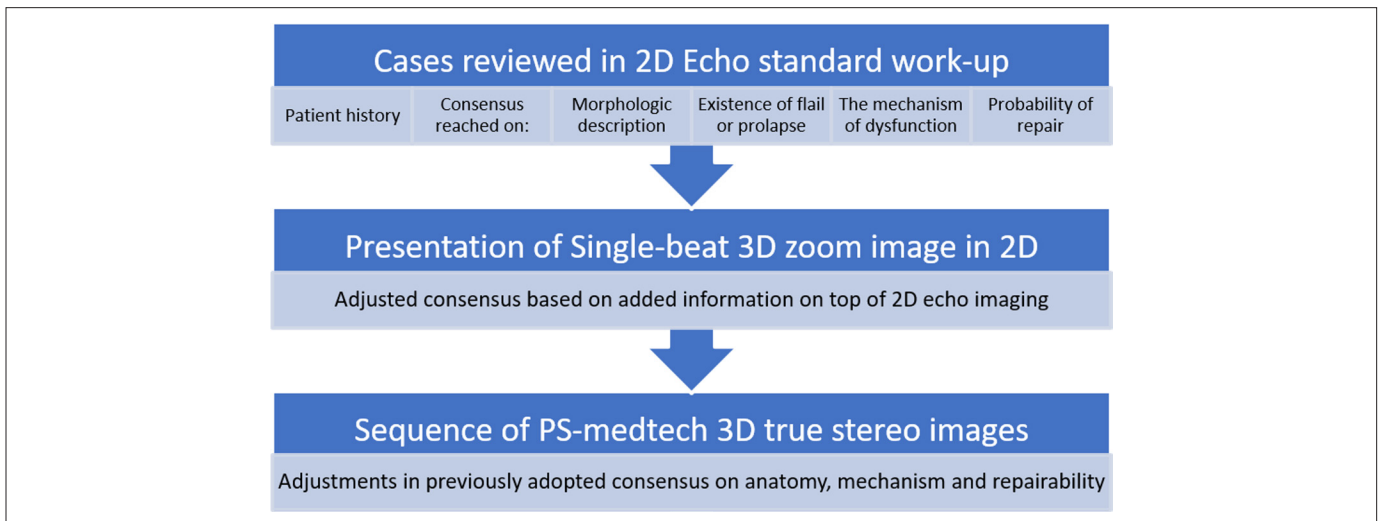 Cases reviewed in 2D Echo standard work-up
Patient history
Consensus
reached on:
Morphologic
description
Existence of flail
or prolapse
The mechanism
of dysfunction
Probability of
repair
Presentation of Single-beat 3D zoom image in 2D
Adjusted consensus based on added information on top of 2D echo imaging
Sequence of PS-medtech 3D true stereo images
Adjustments in previously adopted consensus on anatomy, mechanism and repairability